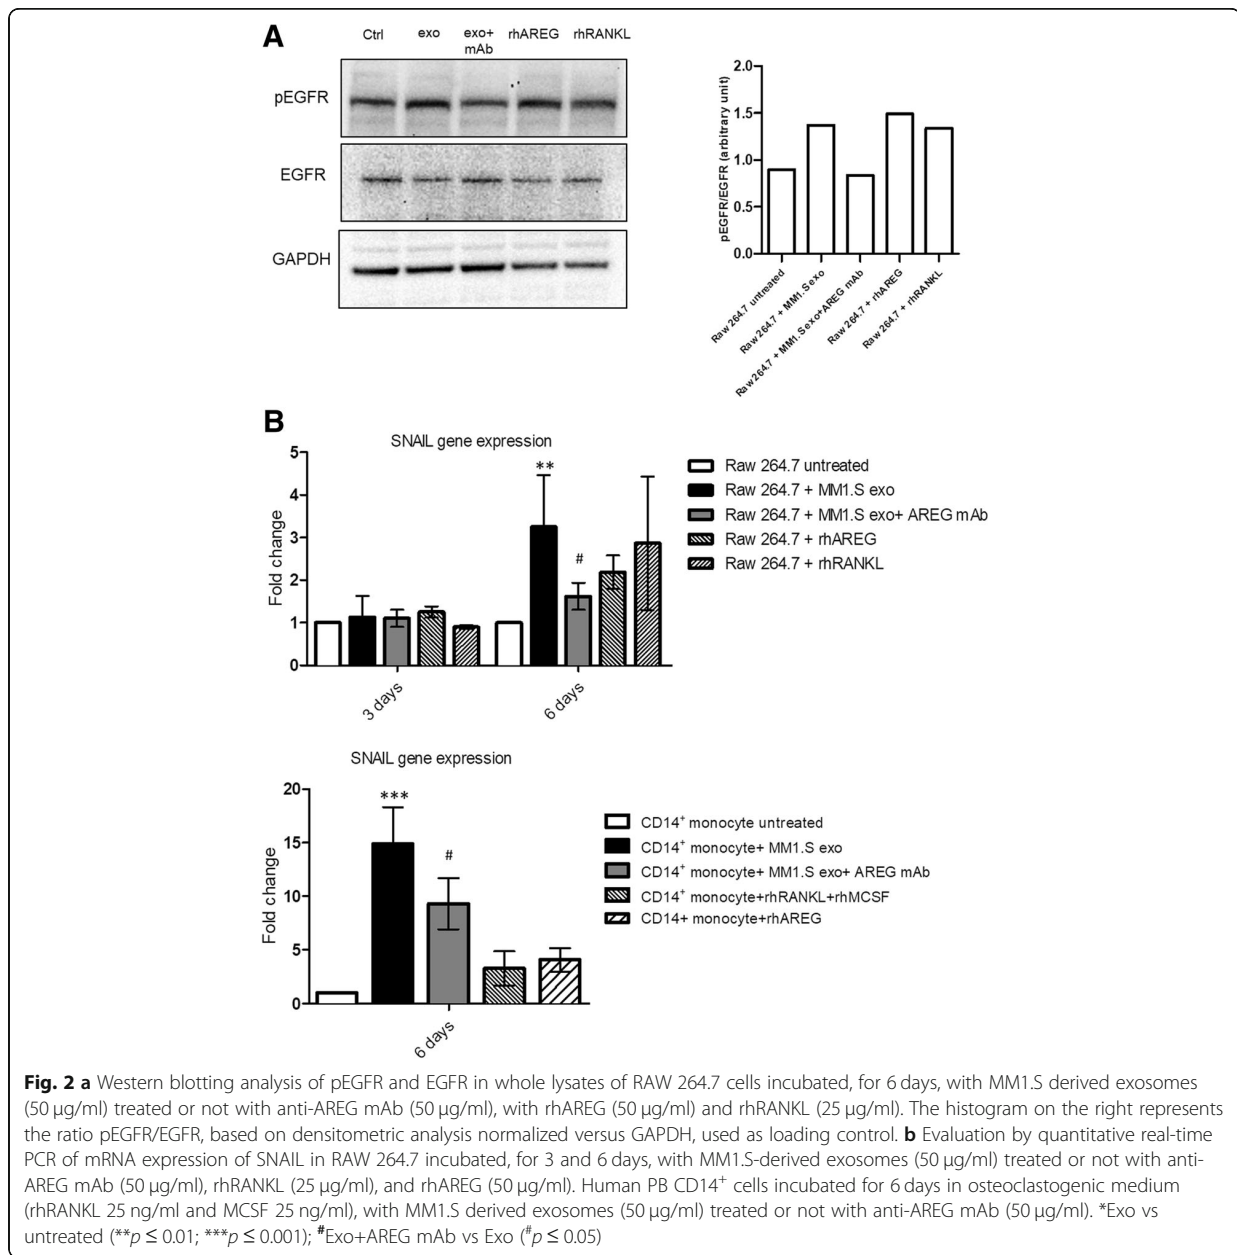 A
Ctrl exo exo+ mAb rhAREG rhRANKL
pEGFR
EGFR
GAPDH
pEGFR/EGFR (arbitrary unit)
2.0
1.5
1.0
0.5
0.0
Raw 264.7 untreated
Raw 264.7 + MM1.S exo
Raw 264.7 + MM1.S exo+AREG mAb
Raw 264.7 + rhAREG
Raw 264.7 + rhRANKL
B
SNAIL gene expression
Fold change
5
4
3
2
1
0
**
#
3 days
6 days
Raw 264.7 untreated
Raw 264.7 + MM1.S exo
Raw 264.7 + MM1.S exo+ AREG mAb
Raw 264.7 + rhAREG
Raw 264.7 + rhRANKL
SNAIL gene expression
Fold change
20
15
10
5
0
***
#
6 days
CD14+ monocyte untreated
CD14+ monocyte+ MM1.S exo
CD14+ monocyte+ MM1.S exo+ AREG mAb
CD14+ monocyte+rhRANKL+rhMCSF
CD14+ monocyte+rhAREG
Fig. 2 a Western blotting analysis of pEGFR and EGFR in whole lysates of RAW 264.7 cells incubated, for 6 days, with MM1.S derived exosomes
(50 µg/ml) treated or not with anti-AREG mAb (50 µg/ml), with rhAREG (50 µg/ml) and rhRANKL (25 µg/ml). The histogram on the right represents
the ratio pEGFR/EGFR, based on densitometric analysis normalized versus GAPDH, used as loading control. b Evaluation by quantitative real-time
PCR of mRNA expression of SNAIL in RAW 264.7 incubated, for 3 and 6 days, with MM1.S-derived exosomes (50 µg/ml) treated or not with anti-
AREG mAb (50 µg/ml), rhRANKL (25 µg/ml), and rhAREG (50 µg/ml). Human PB CD14+ cells incubated for 6 days in osteoclastogenic medium
(rhRANKL 25 ng/ml and MCSF 25 ng/ml), with MM1.S derived exosomes (50 µg/ml) treated or not with anti-AREG mAb (50 µg/ml). *Exo vs
untreated (**p ≤ 0.01; ***p ≤ 0.001); #Exo+AREG mAb vs Exo (#p ≤ 0.05)